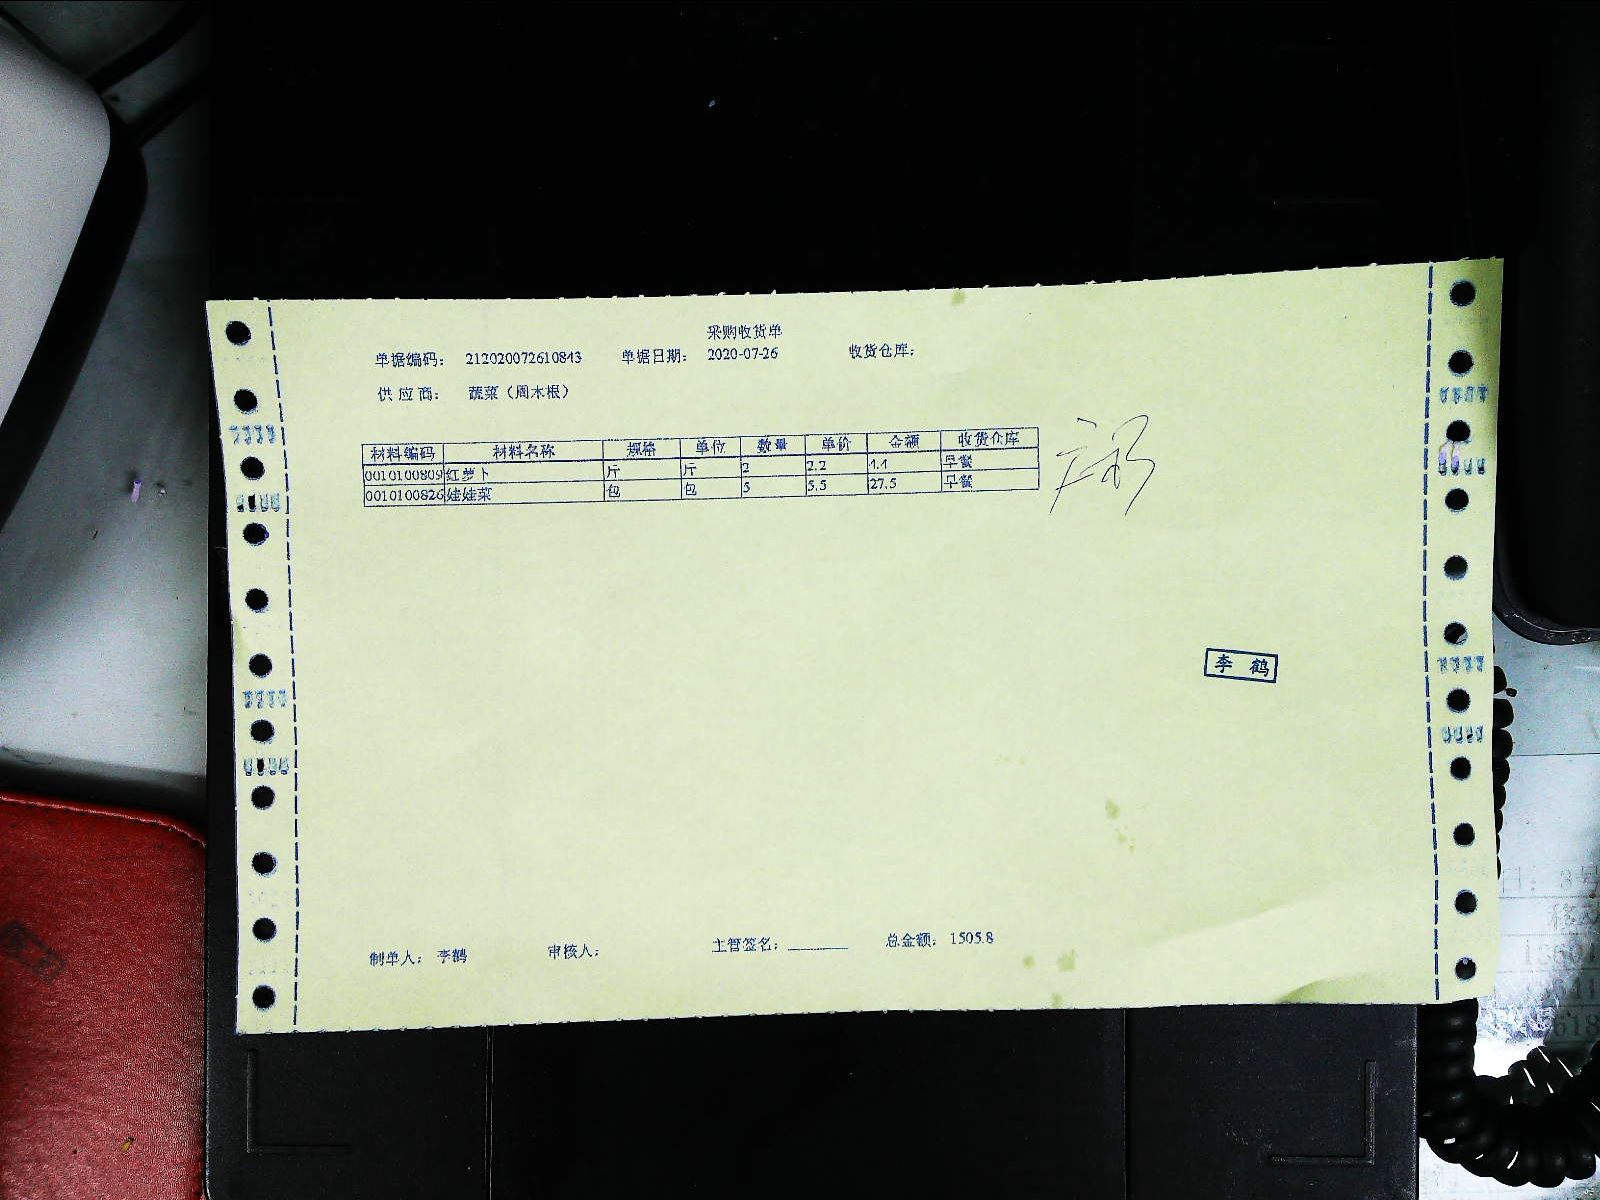 采购收货单
单据编码： 212020072610843 单据日期： 2020-07-26 收货仓库：
供 应 商： 蔬菜（周木根）
材料编码 材料名称 规格 单位 数量 单价 金额 收货仓库
0010100809 红萝卜 斤 斤 2 2.2 4.4 早餐
0010100826 娃娃菜 包 包 5 5.5 27.5 早餐
李 鹤
制单人： 李鹤 审核人： 主管签名： 总金额： 1505.8